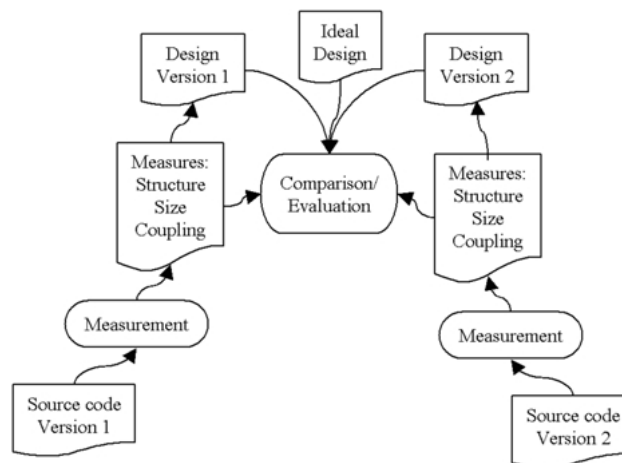 Ideal
Design
Design
Version 1
Design
Version 2
Measures:
Structure
Size
Coupling
Comparison/
Evaluation
Measures:
Structure
Size
Coupling
Measurement
Measurement
Source code
Version 1
Source code
Version 2